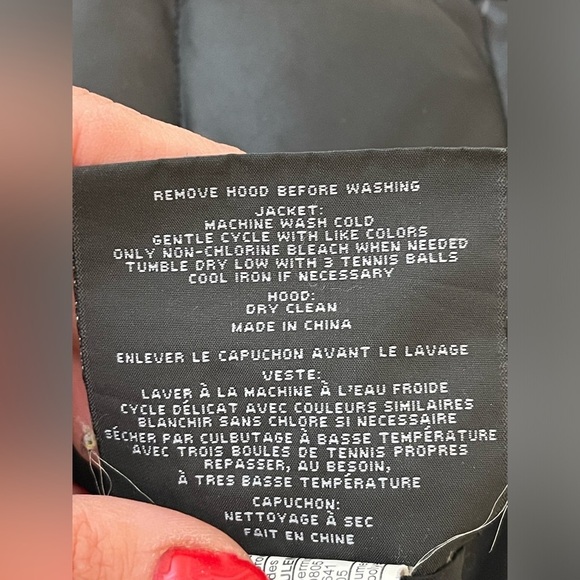 REMOVE HOOD BEFORE WASHING
JACKET:
MACHINE WASH COLD
GENTLE CYCLE WITH LIKE COLORS
ONLY NON-CHLORINE BLEACH WHEN NEEDED
TUMBLE DRY LOW WITH 3 TENNIS BALLS
COOL IRON IF NECESSARY
HOOD:
DRY CLEAN
MADE IN CHINA
ENLEVER LE CAPUCHON AVANT LE LAVAGE
VESTE:
LAVER À LA MACHINE À L'EAU FROIDE
CYCLE DÉLICAT AVEC COULEURS SIMILAIRES
BLANCHIR SANS CHLORE SI NECESSAIRE
SÉCHER PAR CULBUTAGE À BASSE TEMPÉRATURE
AVEC TROIS BOULES DE TENNIS PROPRES
REPASSER, AU BESOIN,
À TRES BASSE TEMPÉRATURE
CAPUCHON:
NETTOYAGE À SEC
FAIT EN CHINE